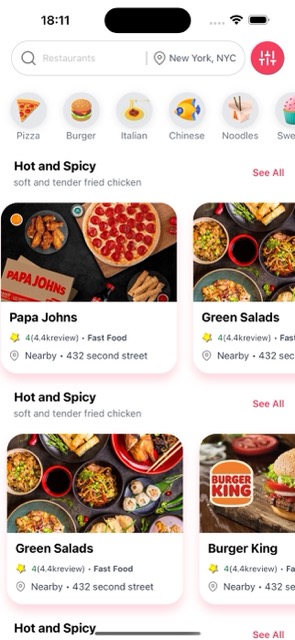 18:11
Restaurants
New York, NYC
Pizza
Burger
Italian
Chinese
Noodles
Swe
Hot and Spicy
See All
soft and tender fried chicken
PAPA JOHNS
Papa Johns
4(4.4kreview) • Fast Food
Nearby • 432 second street
Green Salads
4(4.4kreview) • Fa
Nearby • 432 sec
Hot and Spicy
See All
soft and tender fried chicken
Green Salads
4(4.4kreview) • Fast Food
Nearby • 432 second street
BURGER
KING
Burger King
4(4.4kreview) • Fa
Nearby • 432 se
Hot and Spicy
See All